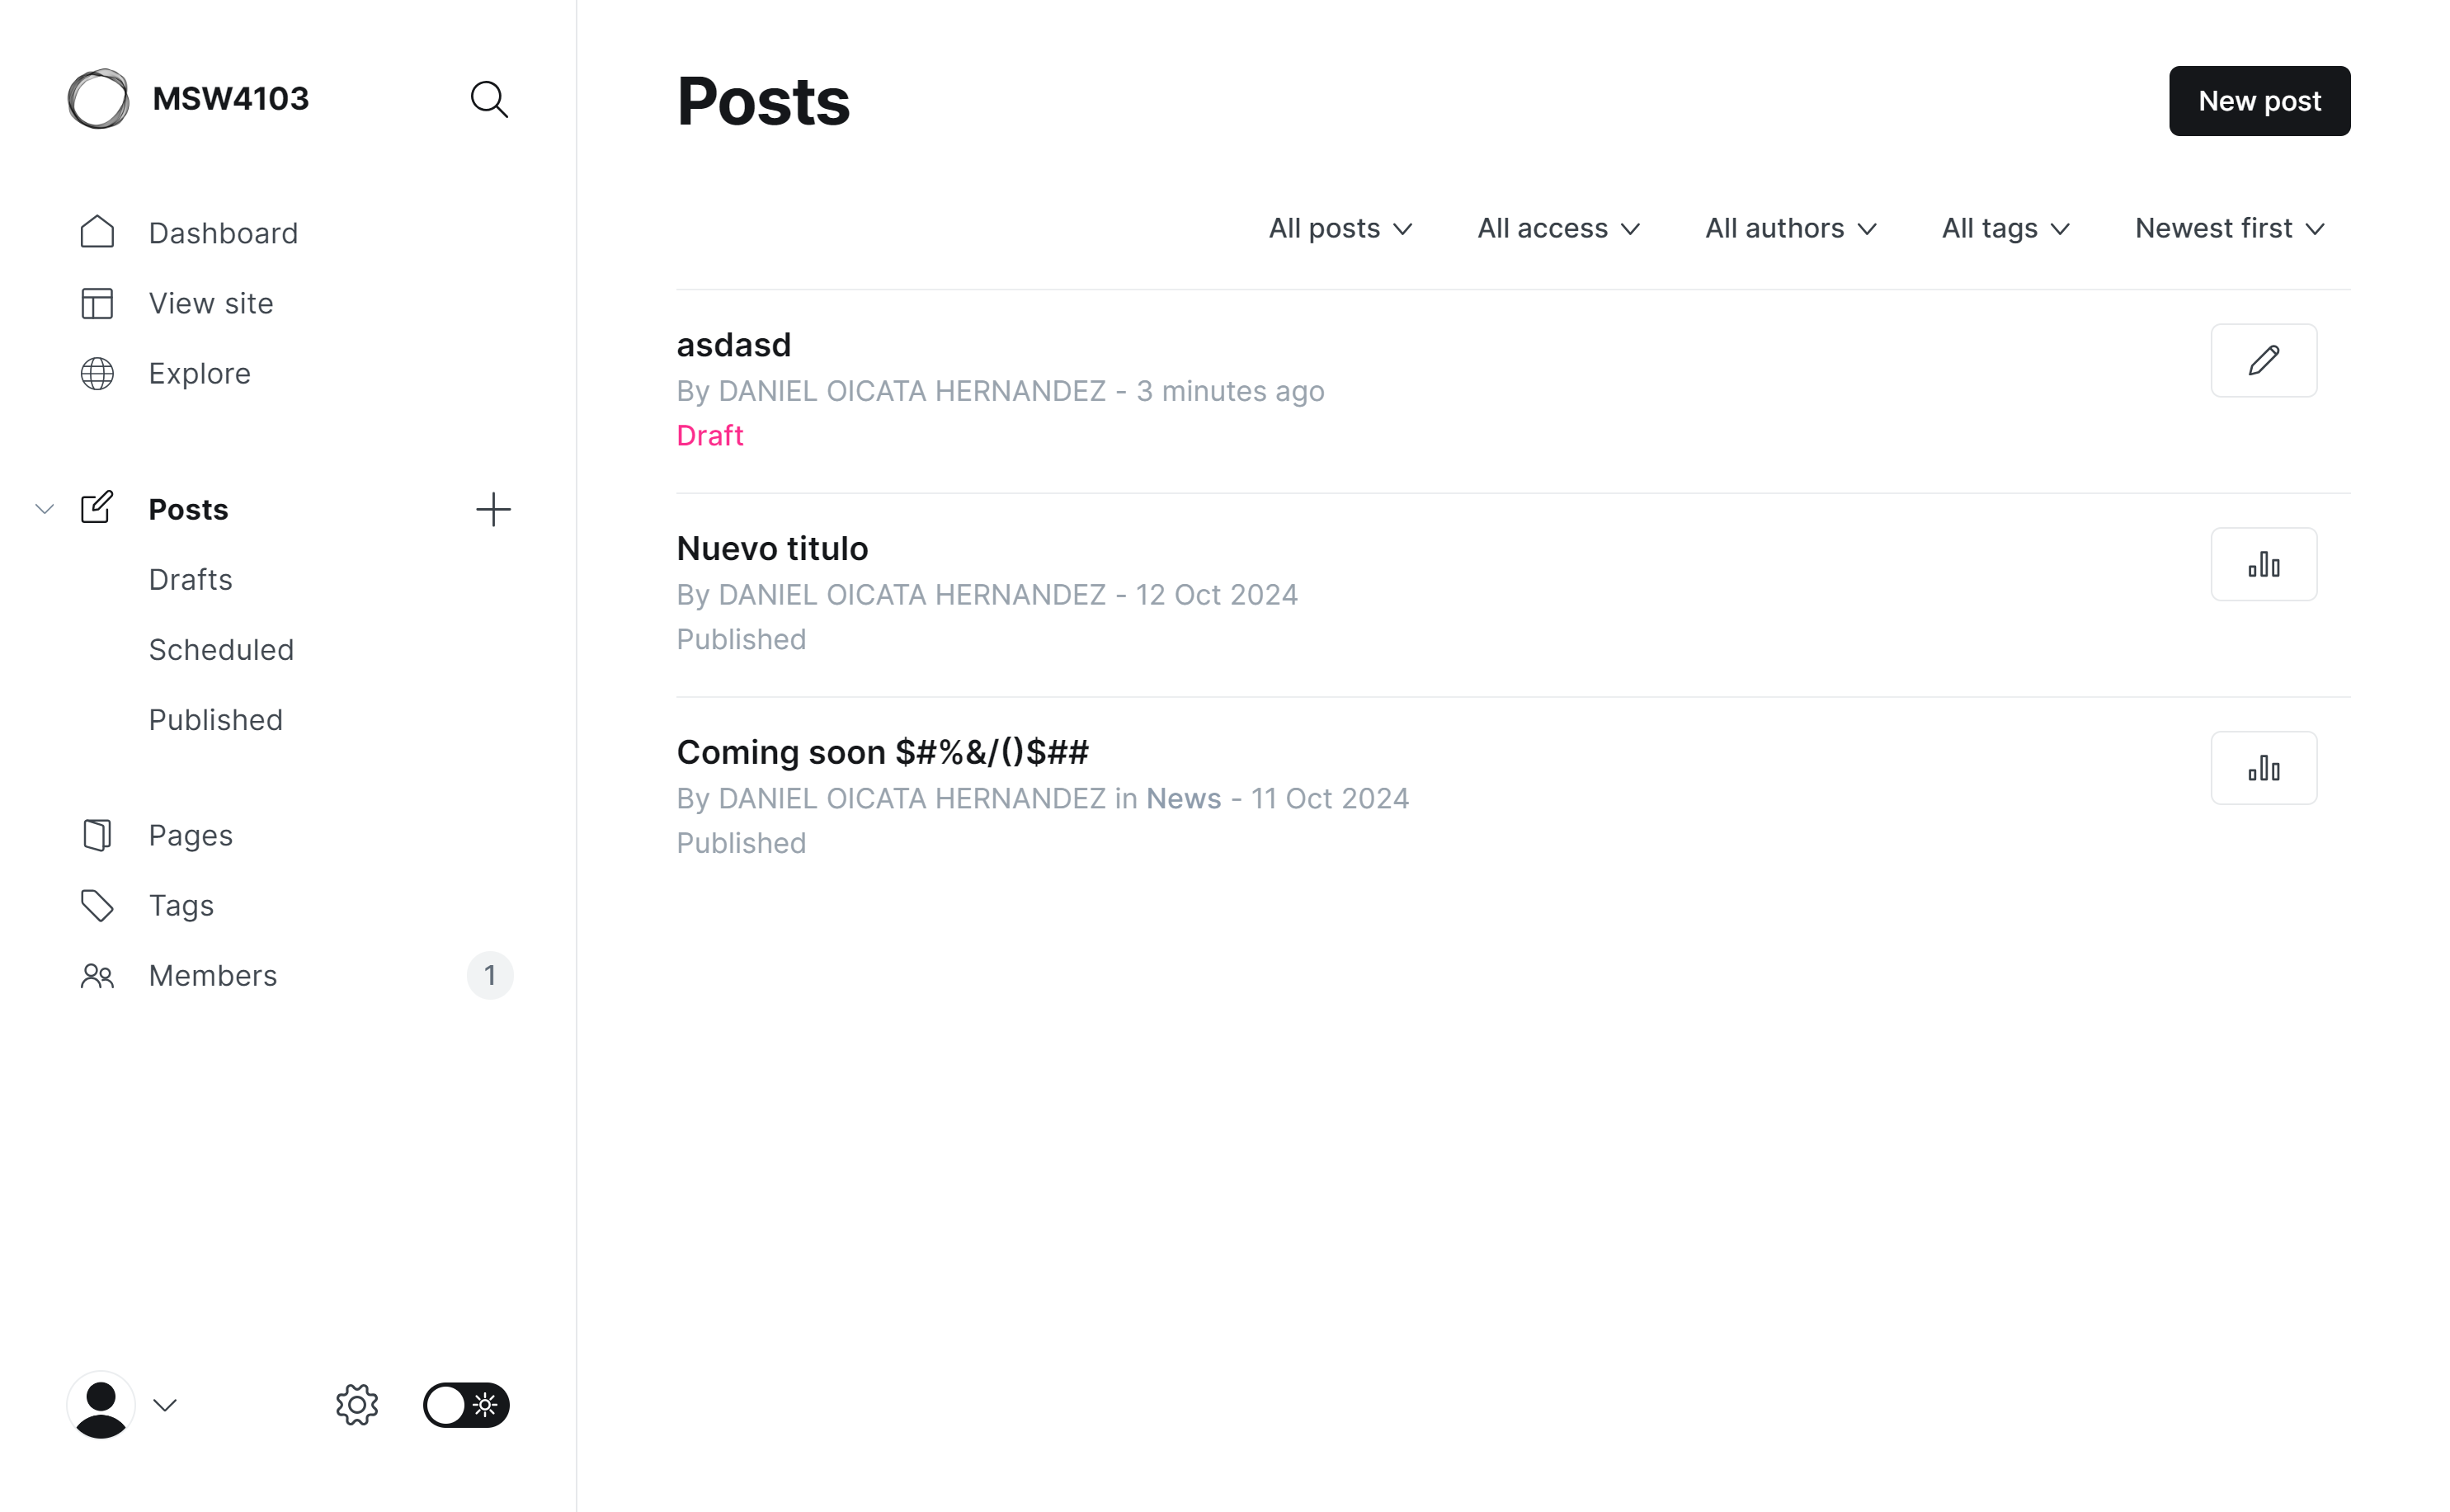 MSW4103
Dashboard
View site
Explore
Posts
Drafts
Scheduled
Published
Pages
Tags
Members 1
Posts
New post
All posts All access All authors All tags Newest first
asdasd
By DANIEL OICATA HERNANDEZ - 3 minutes ago
Draft
Nuevo titulo
By DANIEL OICATA HERNANDEZ - 12 Oct 2024
Published
Coming soon $#%&/()$##
By DANIEL OICATA HERNANDEZ in News - 11 Oct 2024
Published